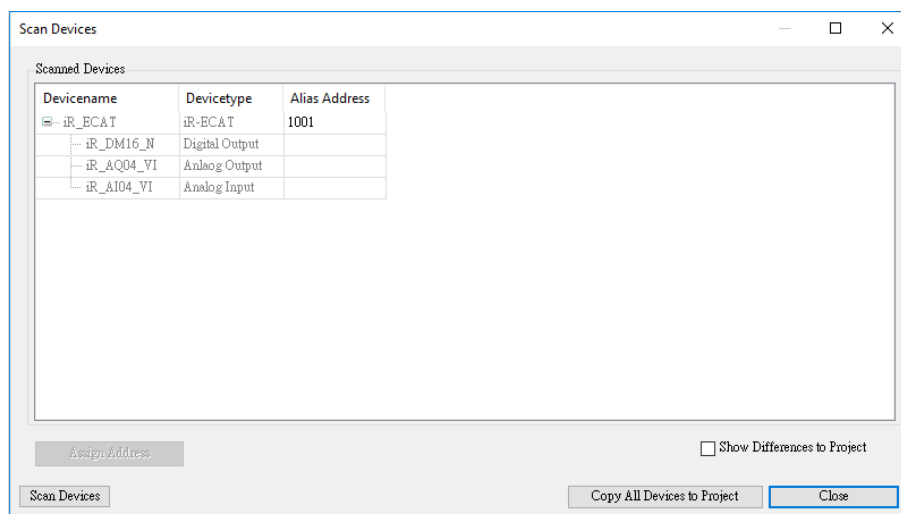 Scan Devices
Scanned Devices
Devicename Devicetype Alias Address
iR_ECAT iR-ECAT 1001
iR_DM16_N Digital Output
iR_AQ04_VI Anlaog Output
iR_AI04_VI Analog Input
Assign Address
Show Differences to Project
Scan Devices Copy All Devices to Project Close